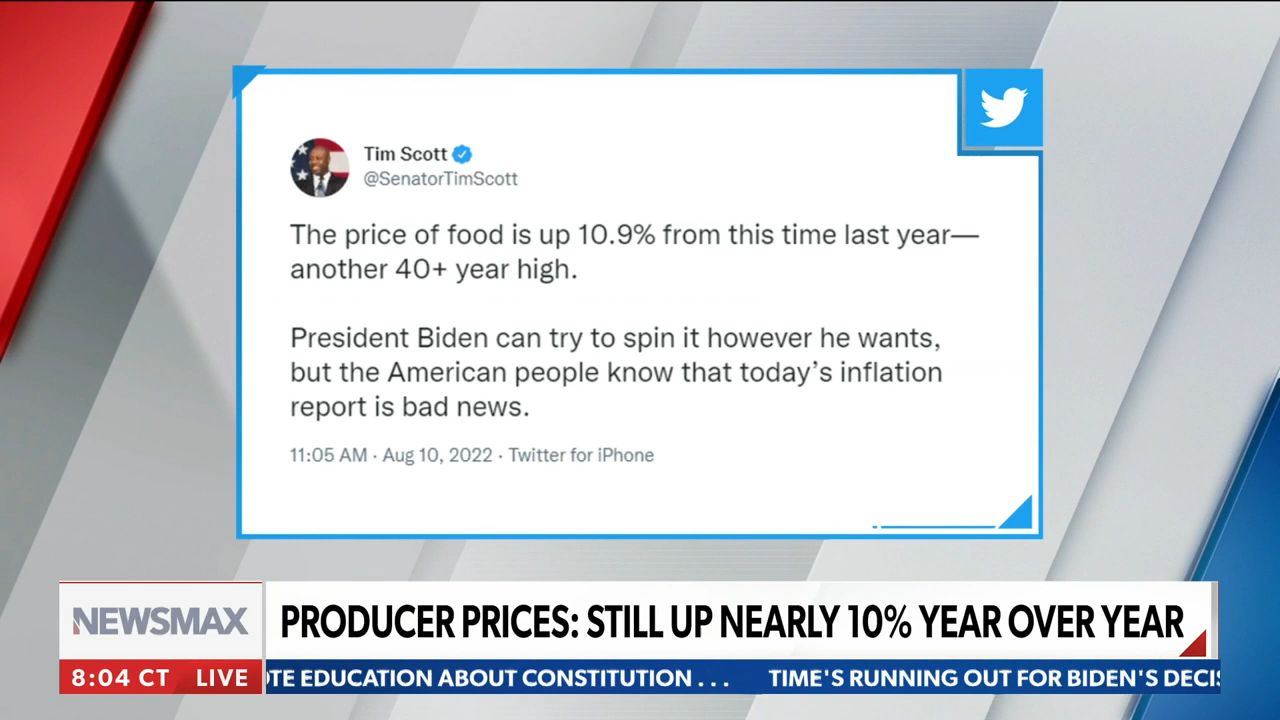 Tim Scott
@SenatorTimScott
The price of food is up 10.9% from this time last year—
another 40+ year high.
President Biden can try to spin it however he wants,
but the American people know that today’s inflation
report is bad news.
11:05 AM · Aug 10, 2022 · Twitter for iPhone
NEWSMAX
PRODUCER PRICES: STILL UP NEARLY 10% YEAR OVER YEAR
8:04 CT LIVE
EDUCATION ABOUT CONSTITUTION . . . TIME'S RUNNING OUT FOR BIDEN'S